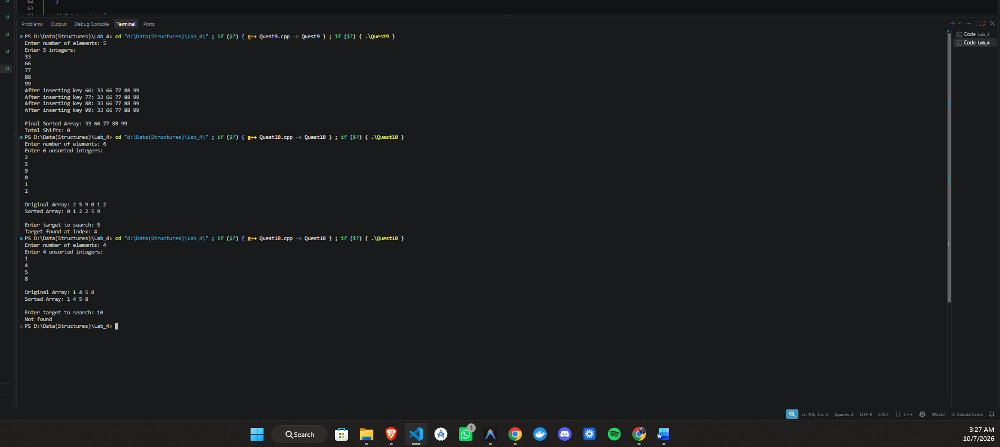 62 }
63
Problems Output Debug Console Terminal Ports
PS D:\Data(Structures)\Lab_4> cd "d:\Data(Structures)\Lab_4\" ; if ($?) { g++ Quest9.cpp -o Quest9 } ; if ($?) { .\Quest9 }
Enter number of elements: 5
Enter 5 integers:
33
66
77
88
99
After inserting key 66: 33 66 77 88 99
After inserting key 77: 33 66 77 88 99
After inserting key 88: 33 66 77 88 99
After inserting key 99: 33 66 77 88 99
Final Sorted Array: 33 66 77 88 99
Total Shifts: 0
PS D:\Data(Structures)\Lab_4> cd "d:\Data(Structures)\Lab_4\" ; if ($?) { g++ Quest10.cpp -o Quest10 } ; if ($?) { .\Quest10 }
Enter number of elements: 6
Enter 6 unsorted integers:
2
5
9
0
1
2
Original Array: 2 5 9 0 1 2
Sorted Array: 0 1 2 2 5 9
Enter target to search: 5
Target found at index: 4
PS D:\Data(Structures)\Lab_4> cd "d:\Data(Structures)\Lab_4\" ; if ($?) { g++ Quest10.cpp -o Quest10 } ; if ($?) { .\Quest10 }
Enter number of elements: 4
Enter 4 unsorted integers:
1
4
5
8
Original Array: 1 4 5 8
Sorted Array: 1 4 5 8
Enter target to search: 10
Not found
PS D:\Data(Structures)\Lab_4>
Code Lab_4
Code Lab_4
U
U
U
U
Ln 106, Col 2 Spaces: 4 UTF-8 CRLF { } C++ Win32 Claude Code
Search
1
3:27 AM
10/7/2026